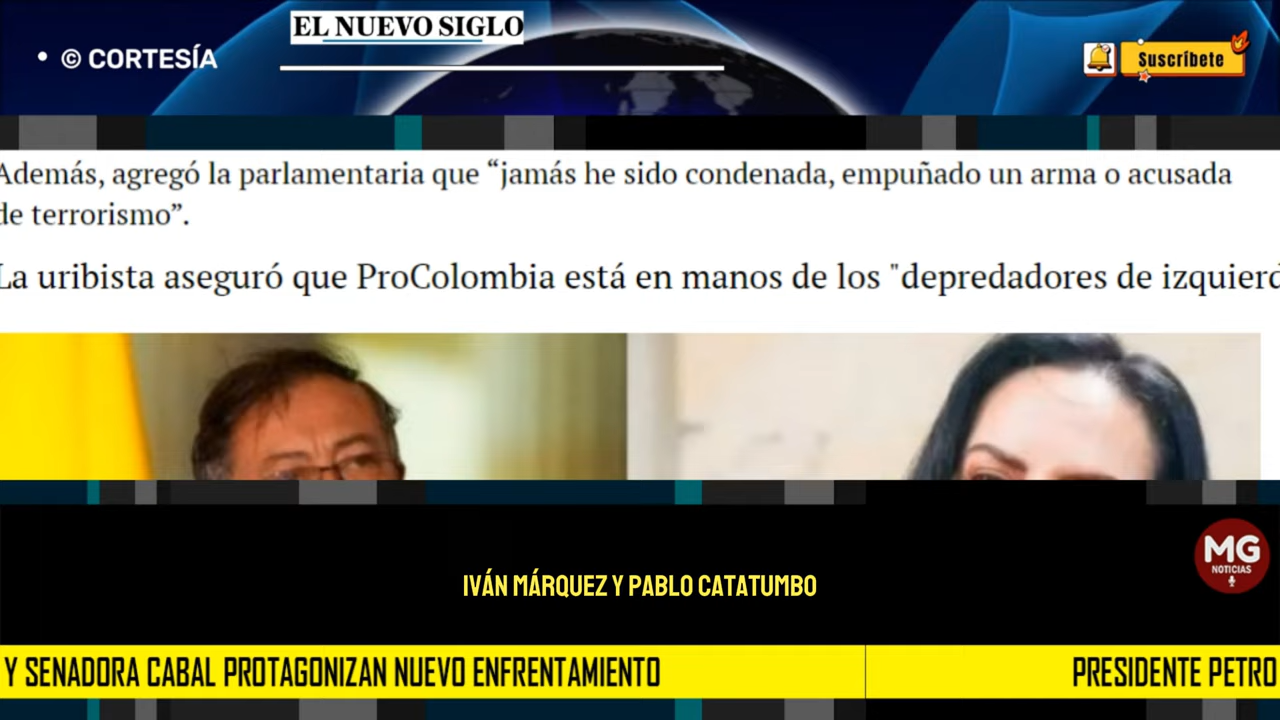 EL NUEVO SIGLO
• © CORTESÍA
Suscríbete
Además, agregó la parlamentaria que “jamás he sido condenada, empuñado un arma o acusada
de terrorismo”.
La uribista aseguró que ProColombia está en manos de los "depredadores de izquierd
MG
NOTICIAS
IVÁN MÁRQUEZ Y PABLO CATATUMBO
Y SENADORA CABAL PROTAGONIZAN NUEVO ENFRENTAMIENTO
PRESIDENTE PETRO